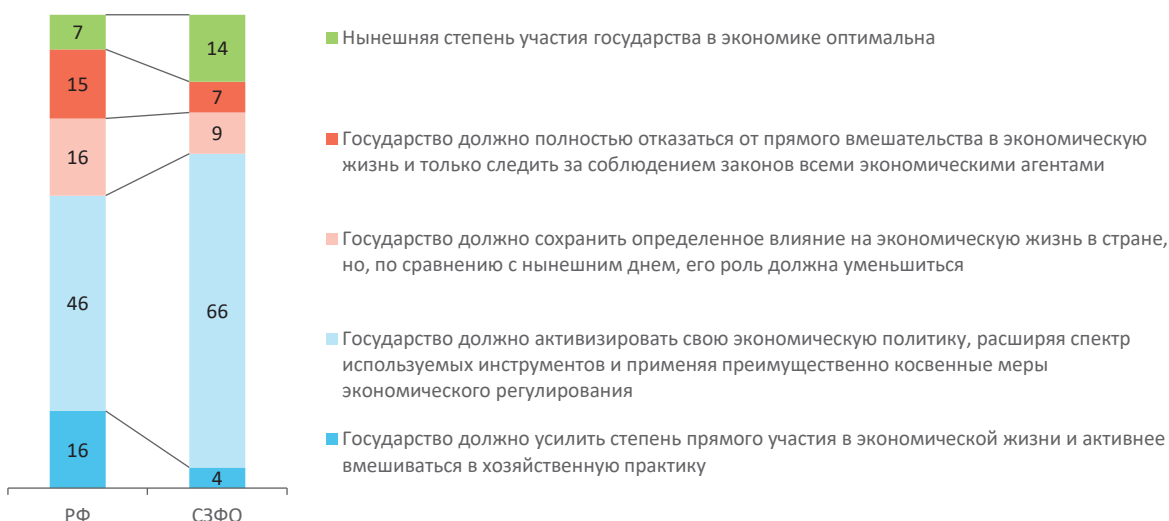 7
15
16
46
16
РФ
14
7
9
66
4
СЗФО
Нынешняя степень участия государства в экономике оптимальна
Государство должно полностью отказаться от прямого вмешательства в экономическую
жизнь и только следить за соблюдением законов всеми экономическими агентами
Государство должно сохранить определенное влияние на экономическую жизнь в стране,
но, по сравнению с нынешним днем, его роль должна уменьшиться
Государство должно активизировать свою экономическую политику, расширяя спектр
используемых инструментов и применяя преимущественно косвенные меры
экономического регулирования
Государство должно усилить степень прямого участия в экономической жизни и активнее
вмешиваться в хозяйственную практику